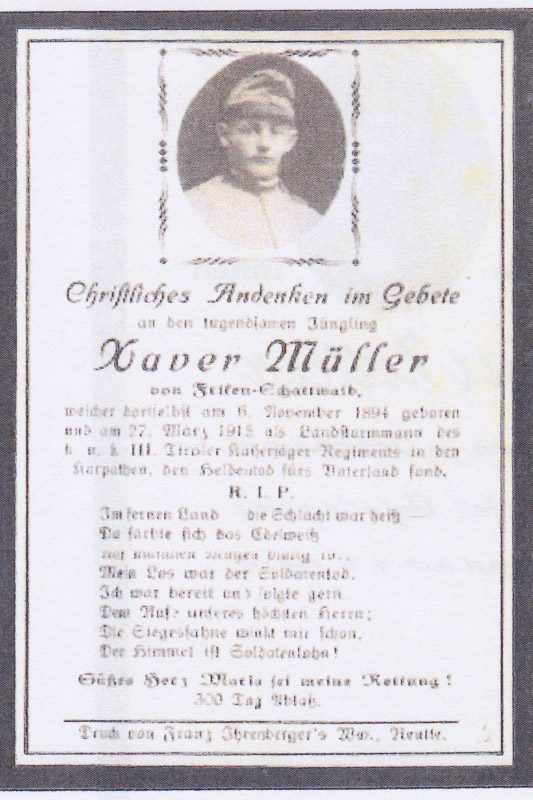 Christliches Andenken im Gebete
an den tugendsamen Jüngling
Xaver Müller
von Fricken-Schattwald,
welcher dortselbst am 6. November 1894 geboren
und am 27. März 1915 als Landsturmmann des
k. u. k. III. Tiroler Kaiserjäger-Regiments in den
Karpathen, den Heldentod fürs Vaterland fand.
R. I. P.
Im fernen Land die Schlacht war heiß —
Da färbte sich das Edelweiß
Mein Los war der Soldatentod,
Ich war bereit und folgte gern
Dem Rufe unseres höchsten Herrn;
Die Siegesfahne winkt mir schon,
Der Himmel ist Soldatenlohn!
Süßes Herz Mariä sei meine Rettung!
300 Tag Ablaß.
Druck von Franz Ihrenberger's Ww., Reutte.